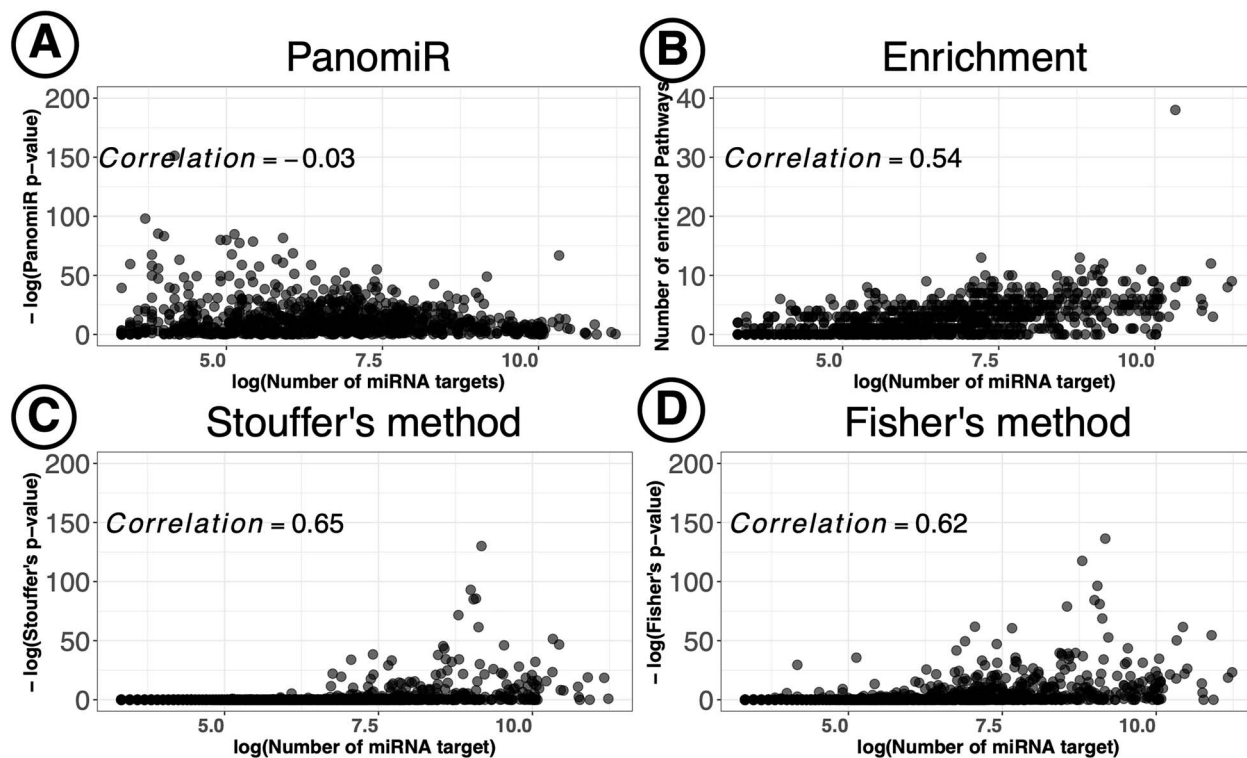 A
PanomiR
200
150
100
50
0
− log(PanomiR p−value)
Correlation = −0.03
5.0
7.5
10.0
log(Number of miRNA targets)
B
Enrichment
40
30
20
10
0
Number of enriched Pathways
Correlation = 0.54
5.0
7.5
10.0
log(Number of miRNA target)
C
Stouffer's method
200
150
100
50
0
− log(Stouffer's p−value)
Correlation = 0.65
5.0
7.5
10.0
log(Number of miRNA target)
D
Fisher's method
200
150
100
50
0
− log(Fisher's p−value)
Correlation = 0.62
5.0
7.5
10.0
log(Number of miRNA target)